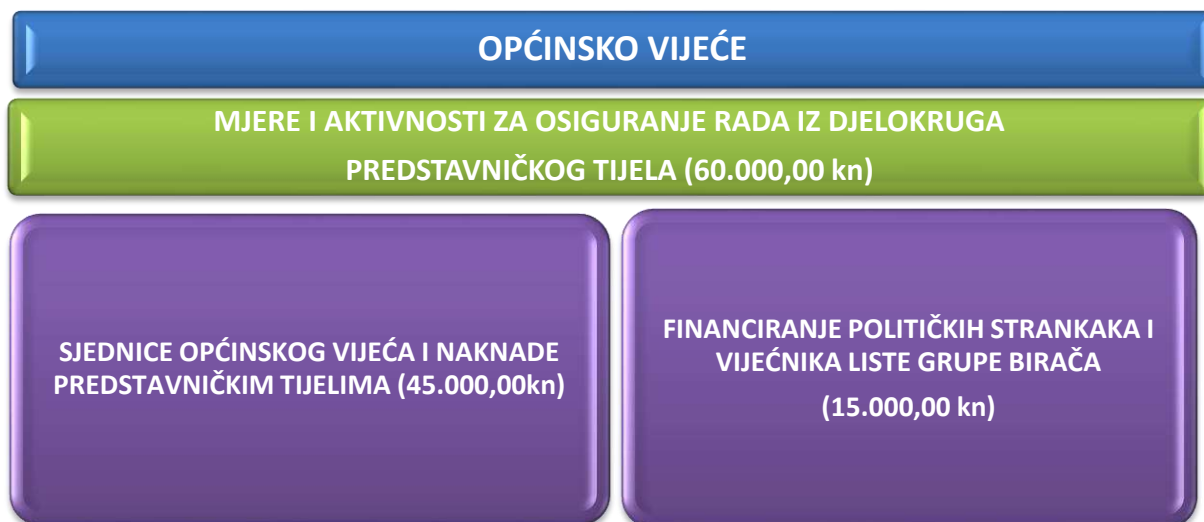 OPĆINSKO VIJEĆE
MJERE I AKTIVNOSTI ZA OSIGURANJE RADA IZ DJELOKRUGA
PREDSTAVNIČKOG TIJELA (60.000,00 kn)
SJEDNICE OPĆINSKOG VIJEĆA I NAKNADE
PREDSTAVNIČKIM TIJELIMA (45.000,00kn)
FINANCIRANJE POLITIČKIH STRANKAKA I
VIJEĆNIKA LISTE GRUPE BIRAČA
(15.000,00 kn)